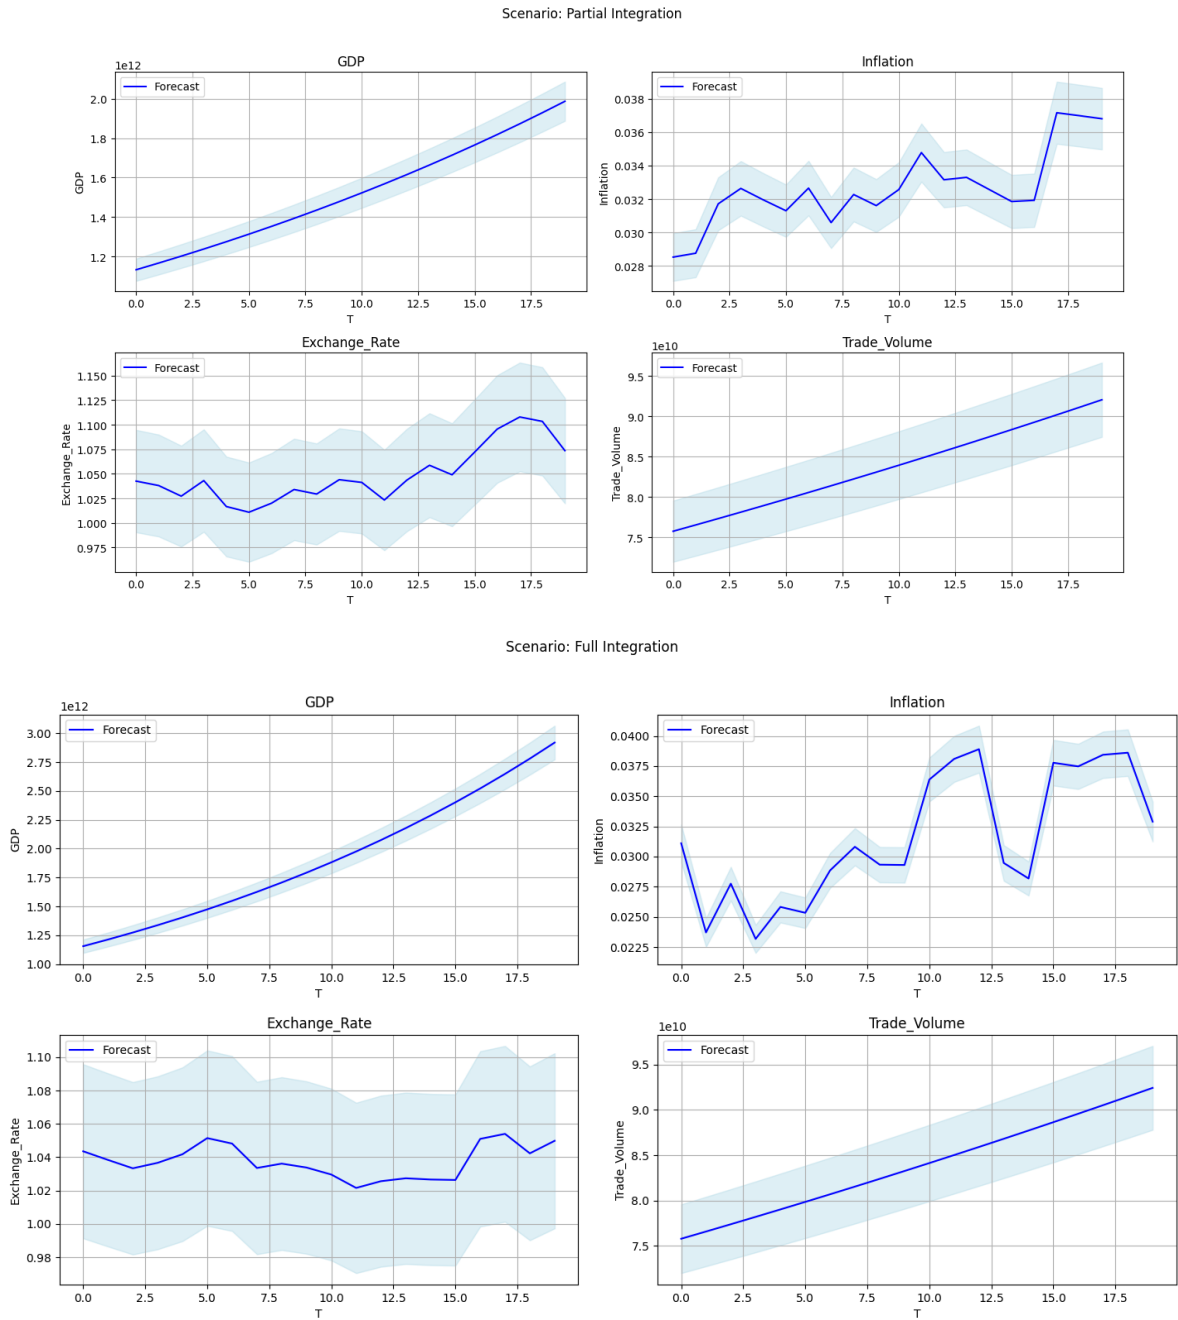 Scenario: Partial Integration
GDP
1e12
Forecast
GDP
2.0
1.8
1.6
1.4
1.2
0.0 2.5 5.0 7.5 10.0 12.5 15.0 17.5
T
Inflation
Forecast
Inflation
0.038
0.036
0.034
0.032
0.030
0.028
0.0 2.5 5.0 7.5 10.0 12.5 15.0 17.5
T
Exchange_Rate
Forecast
Exchange_Rate
1.150
1.125
1.100
1.075
1.050
1.025
1.000
0.975
0.0 2.5 5.0 7.5 10.0 12.5 15.0 17.5
T
Trade_Volume
1e10
Forecast
Trade_Volume
9.5
9.0
8.5
8.0
7.5
0.0 2.5 5.0 7.5 10.0 12.5 15.0 17.5
T
Scenario: Full Integration
GDP
1e12
Forecast
GDP
3.00
2.75
2.50
2.25
2.00
1.75
1.50
1.25
1.00
0.0 2.5 5.0 7.5 10.0 12.5 15.0 17.5
T
Inflation
Forecast
Inflation
0.0400
0.0375
0.0350
0.0325
0.0300
0.0275
0.0250
0.0225
0.0 2.5 5.0 7.5 10.0 12.5 15.0 17.5
T
Exchange_Rate
Forecast
Exchange_Rate
1.10
1.08
1.06
1.04
1.02
1.00
0.98
0.0 2.5 5.0 7.5 10.0 12.5 15.0 17.5
T
Trade_Volume
1e10
Forecast
Trade_Volume
9.5
9.0
8.5
8.0
7.5
0.0 2.5 5.0 7.5 10.0 12.5 15.0 17.5
T